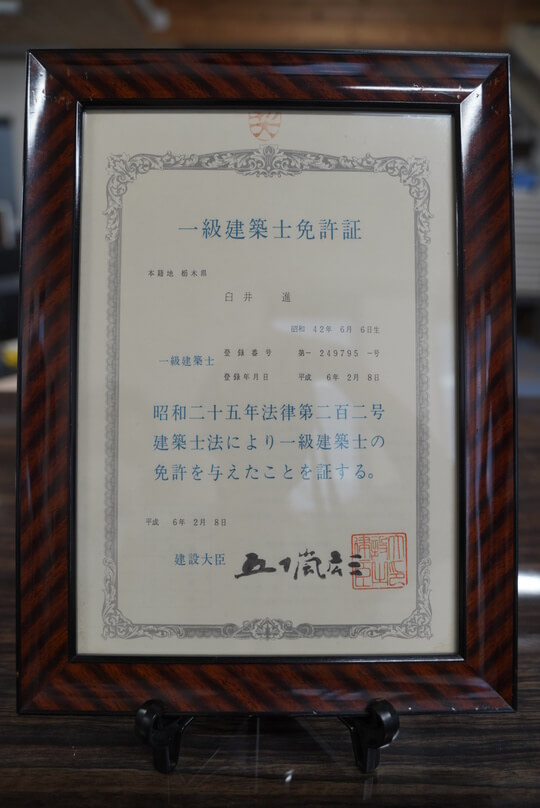 一級建築士免許証
本籍地 栃木県
臼井 進
昭和 42年 6月 6日生
一級建築士
登録番号 第－ 249795 －号
登録年月日 平成 6年 2月 8日
昭和二十五年法律第二百二号
建築士法により一級建築士の
免許を与えたことを証する。
平成 6年 2月 8日
建設大臣 五十嵐広三